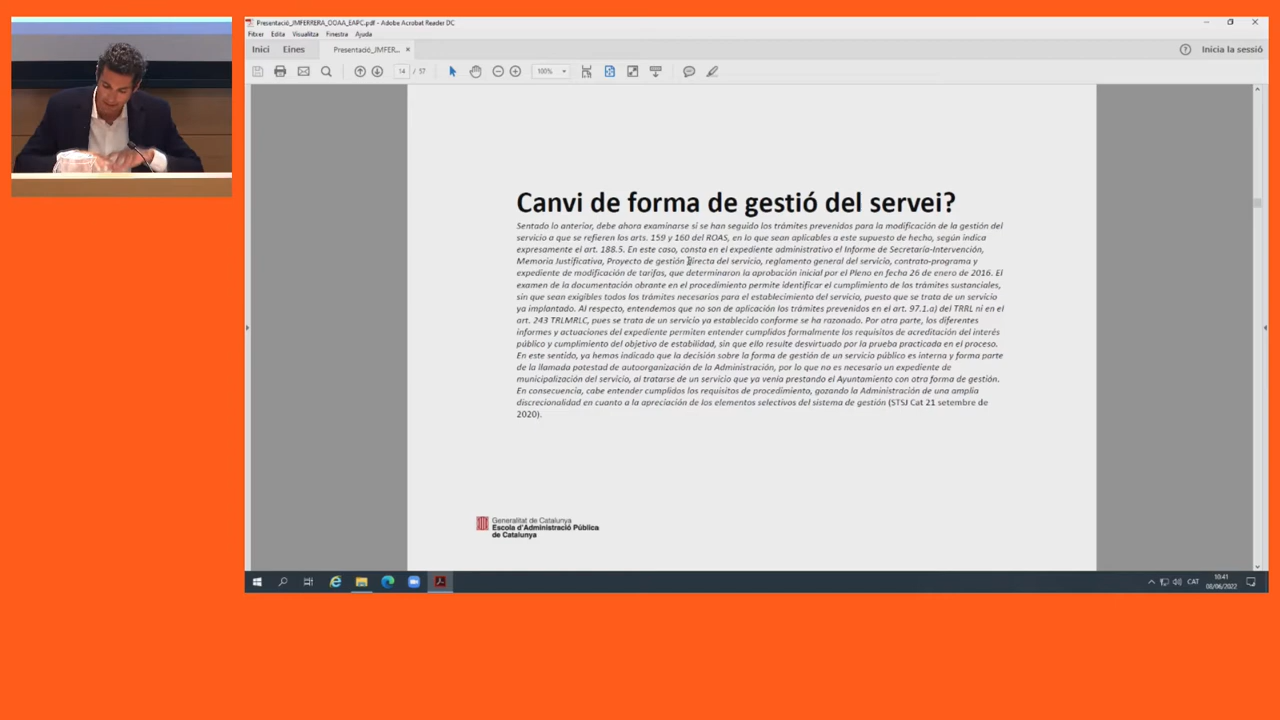 Presentació_JMFERRERA_OOAA_EAPC.pdf - Adobe Acrobat Reader DC
Fitxer Edita Visualitza Finestra Ajuda
Inici Eines Presentació_JMFER... × Inicia la sessió
14 / 57 100%
Canvi de forma de gestió del servei?
Sentado lo anterior, debe ahora examinarse si se han seguido los trámites prevenidos para la modificación de la gestión del
servicio a que se refieren los arts. 159 y 160 del ROAS, en lo que sean aplicables a este supuesto de hecho, según indica
expresamente el art. 188.5. En este caso, consta en el expediente administrativo el Informe de Secretaría-Intervención,
Memoria Justificativa, Proyecto de gestión directa del servicio, reglamento general del servicio, contrato-programa y
expediente de modificación de tarifas, que determinaron la aprobación inicial por el Pleno en fecha 26 de enero de 2016. El
examen de la documentación obrante en el procedimiento permite identificar el cumplimiento de los trámites sustanciales,
sin que sean exigibles todos los trámites necesarios para el establecimiento del servicio, puesto que se trata de un servicio
ya implantado. Al respecto, entendemos que no son de aplicación los trámites prevenidos en el art. 97.1.a) del TRRL ni en el
art. 243 TRLMRLC, pues se trata de un servicio ya establecido conforme se ha razonado. Por otra parte, los diferentes
informes y actuaciones del expediente permiten entender cumplidos formalmente los requisitos de acreditación del interés
público y cumplimiento del objetivo de estabilidad, sin que ello resulte desvirtuado por la prueba practicada en el proceso.
En este sentido, ya hemos indicado que la decisión sobre la forma de gestión de un servicio público es interna y forma parte
de la llamada potestad de autoorganización de la Administración, por lo que no es necesario un expediente de
municipalización del servicio, al tratarse de un servicio que ya venía prestando el Ayuntamiento con otra forma de gestión.
En consecuencia, cabe entender cumplidos los requisitos de procedimiento, gozando la Administración de una amplia
discrecionalidad en cuanto a la apreciación de los elementos selectivos del sistema de gestión (STSJ Cat 21 setembre de
2020).
Generalitat de Catalunya
Escola d'Administració Pública
de Catalunya
CAT 10:41
08/06/2022